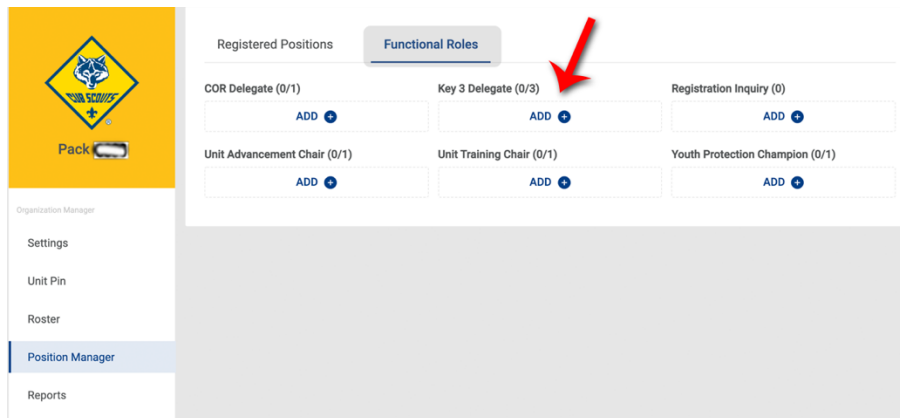 CUB SCOUTS
Pack
Organization Manager
Settings
Unit Pin
Roster
Position Manager
Reports
Registered Positions
Functional Roles
COR Delegate (0/1)
ADD
Key 3 Delegate (0/3)
ADD
Registration Inquiry (0)
ADD
Unit Advancement Chair (0/1)
ADD
Unit Training Chair (0/1)
ADD
Youth Protection Champion (0/1)
ADD